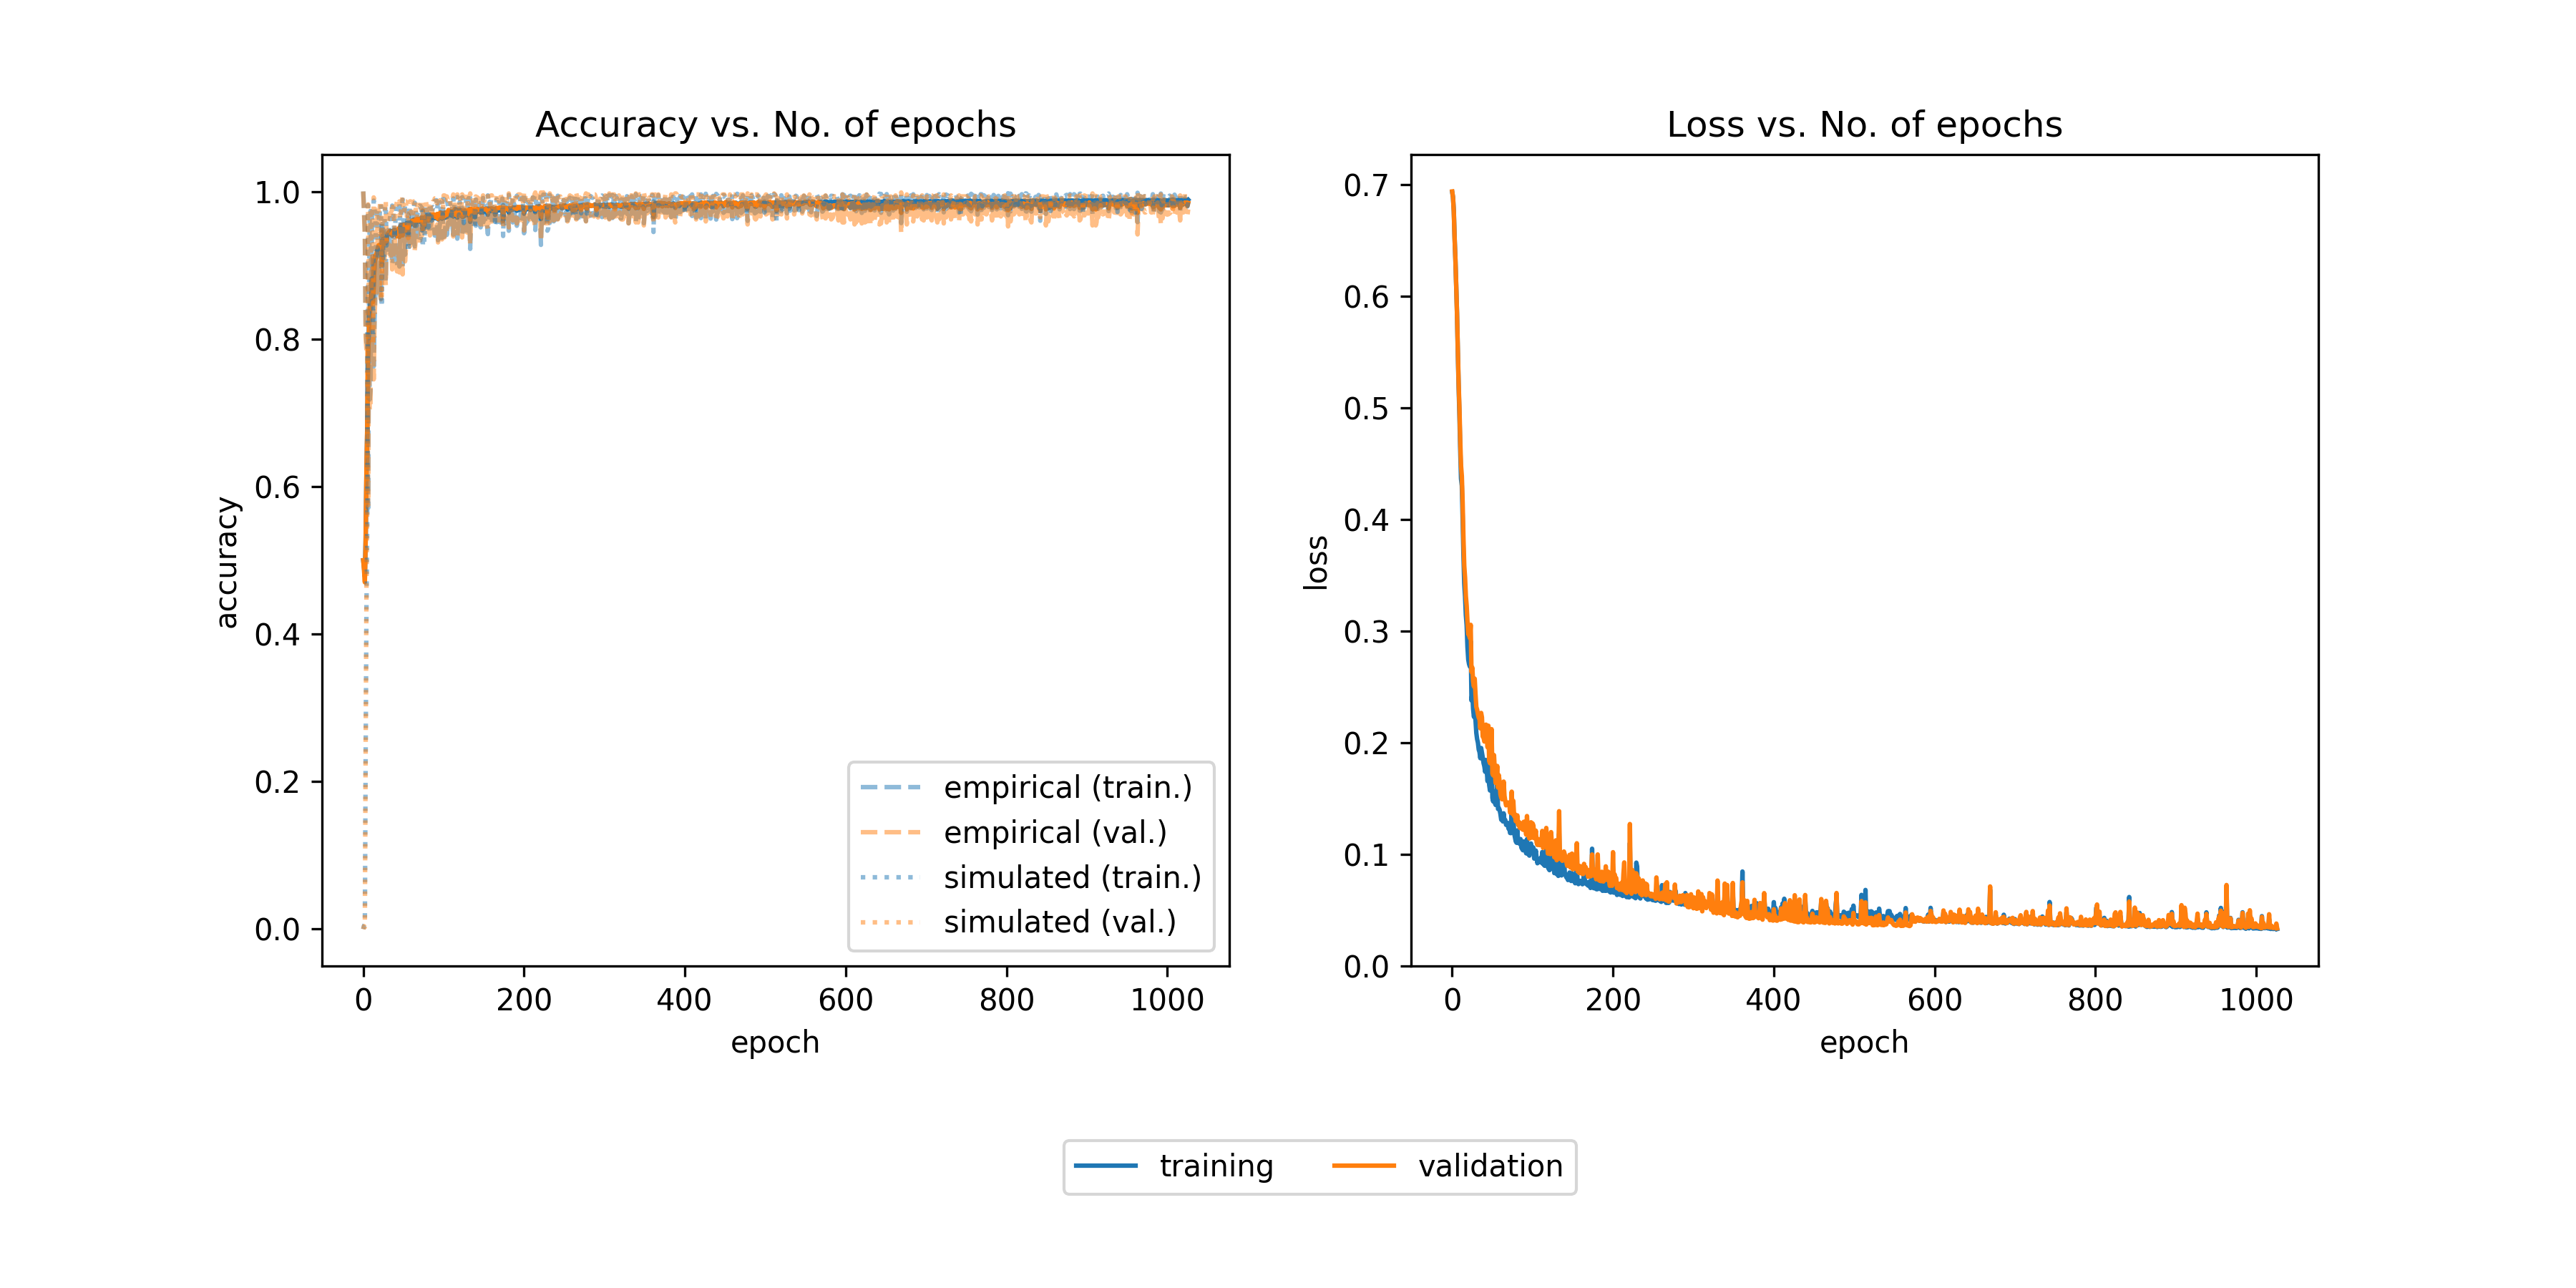 Accuracy vs. No. of epochs
1.0
0.8
0.6
0.4
0.2
0.0
accuracy
0 200 400 600 800 1000
epoch
empirical (train.)
empirical (val.)
simulated (train.)
simulated (val.)
Loss vs. No. of epochs
0.7
0.6
0.5
0.4
0.3
0.2
0.1
0.0
loss
0 200 400 600 800 1000
epoch
training validation